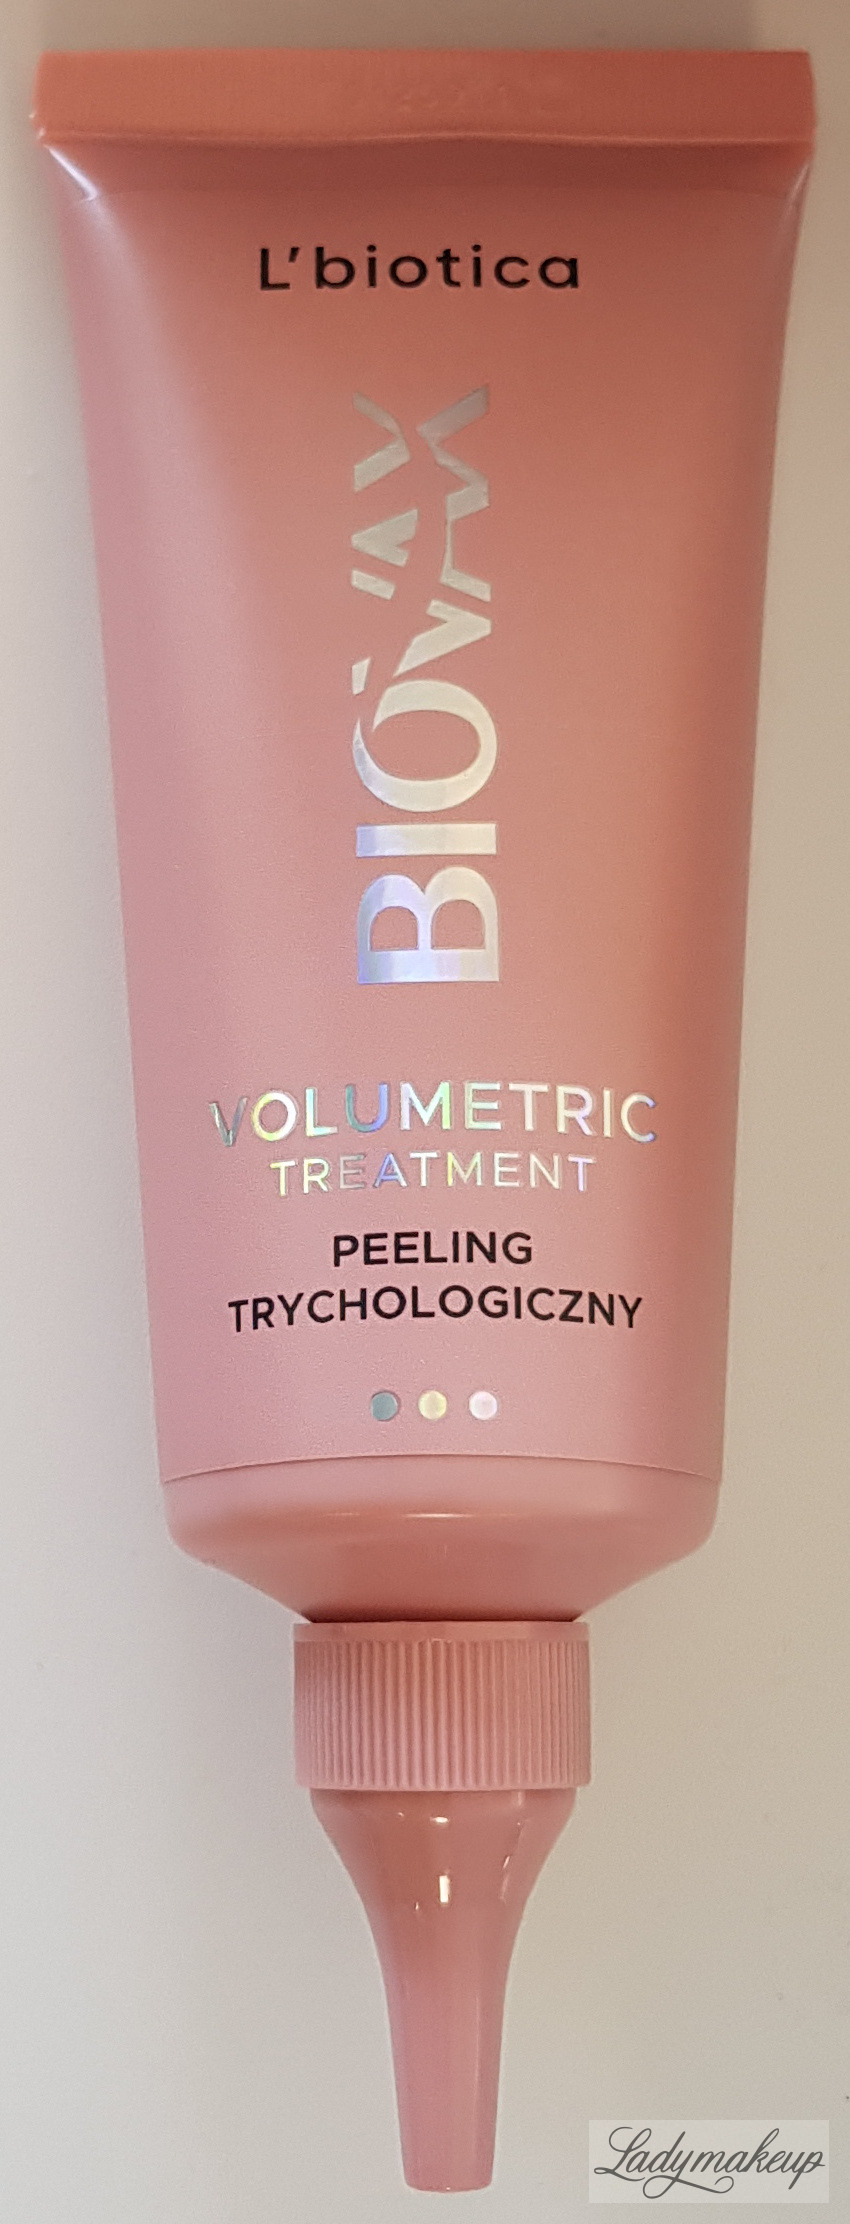 L'biotica
BIOVAX
VOLUMETRIC
TREATMENT
PEELING
TRYCHOLOGICZNY
Ladymakeup